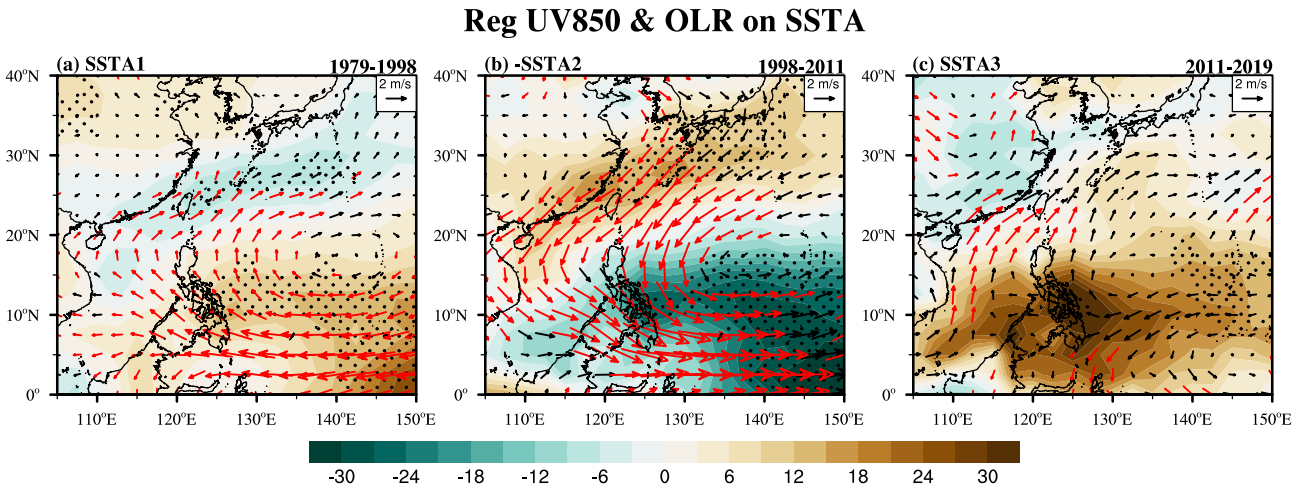 Reg UV850 & OLR on SSTA
(a) SSTA1 1979-1998 (b) -SSTA2 1998-2011 (c) SSTA3 2011-2019
2 m/s 2 m/s 2 m/s
40°N 40°N 40°N
30°N 30°N 30°N
20°N 20°N 20°N
10°N 10°N 10°N
0° 0° 0°
110°E 120°E 130°E 140°E 150°E 110°E 120°E 130°E 140°E 150°E 110°E 120°E 130°E 140°E 150°E
-30 -24 -18 -12 -6 0 6 12 18 24 30